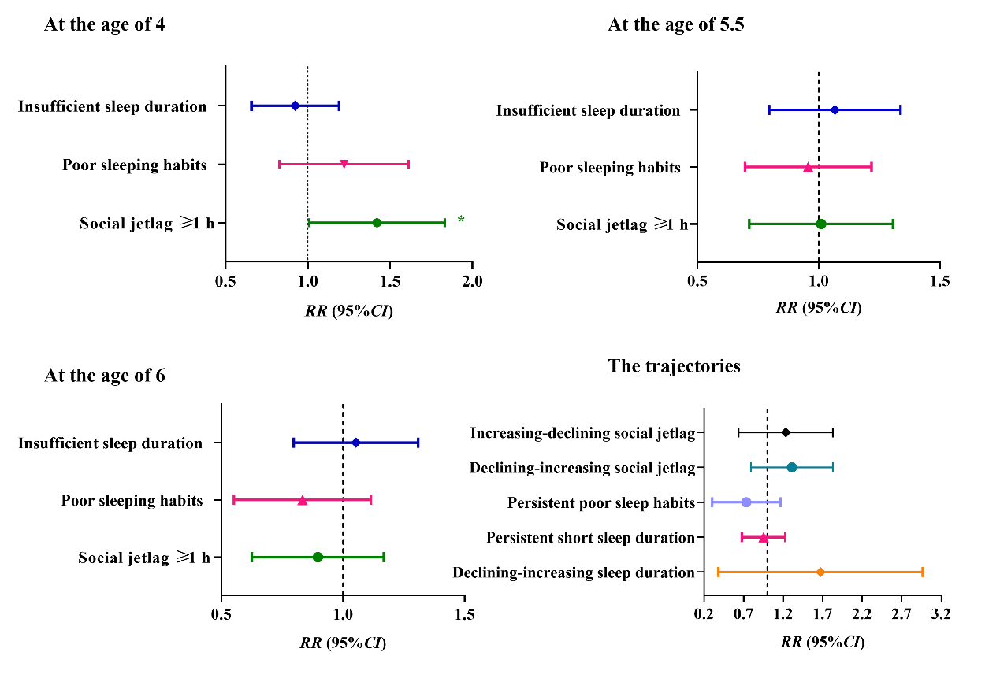 At the age of 4
Insufficient sleep duration
Poor sleeping habits
Social jetlag ⩾1 h
*
0.5 1.0 1.5 2.0
RR (95%CI)
At the age of 5.5
Insufficient sleep duration
Poor sleeping habits
Social jetlag ⩾1 h
0.5 1.0 1.5
RR (95%CI)
At the age of 6
Insufficient sleep duration
Poor sleeping habits
Social jetlag ⩾1 h
0.5 1.0 1.5
RR (95%CI)
The trajectories
Increasing-declining social jetlag
Declining-increasing social jetlag
Persistent poor sleep habits
Persistent short sleep duration
Declining-increasing sleep duration
0.2 0.7 1.2 1.7 2.2 2.7 3.2
RR (95%CI)